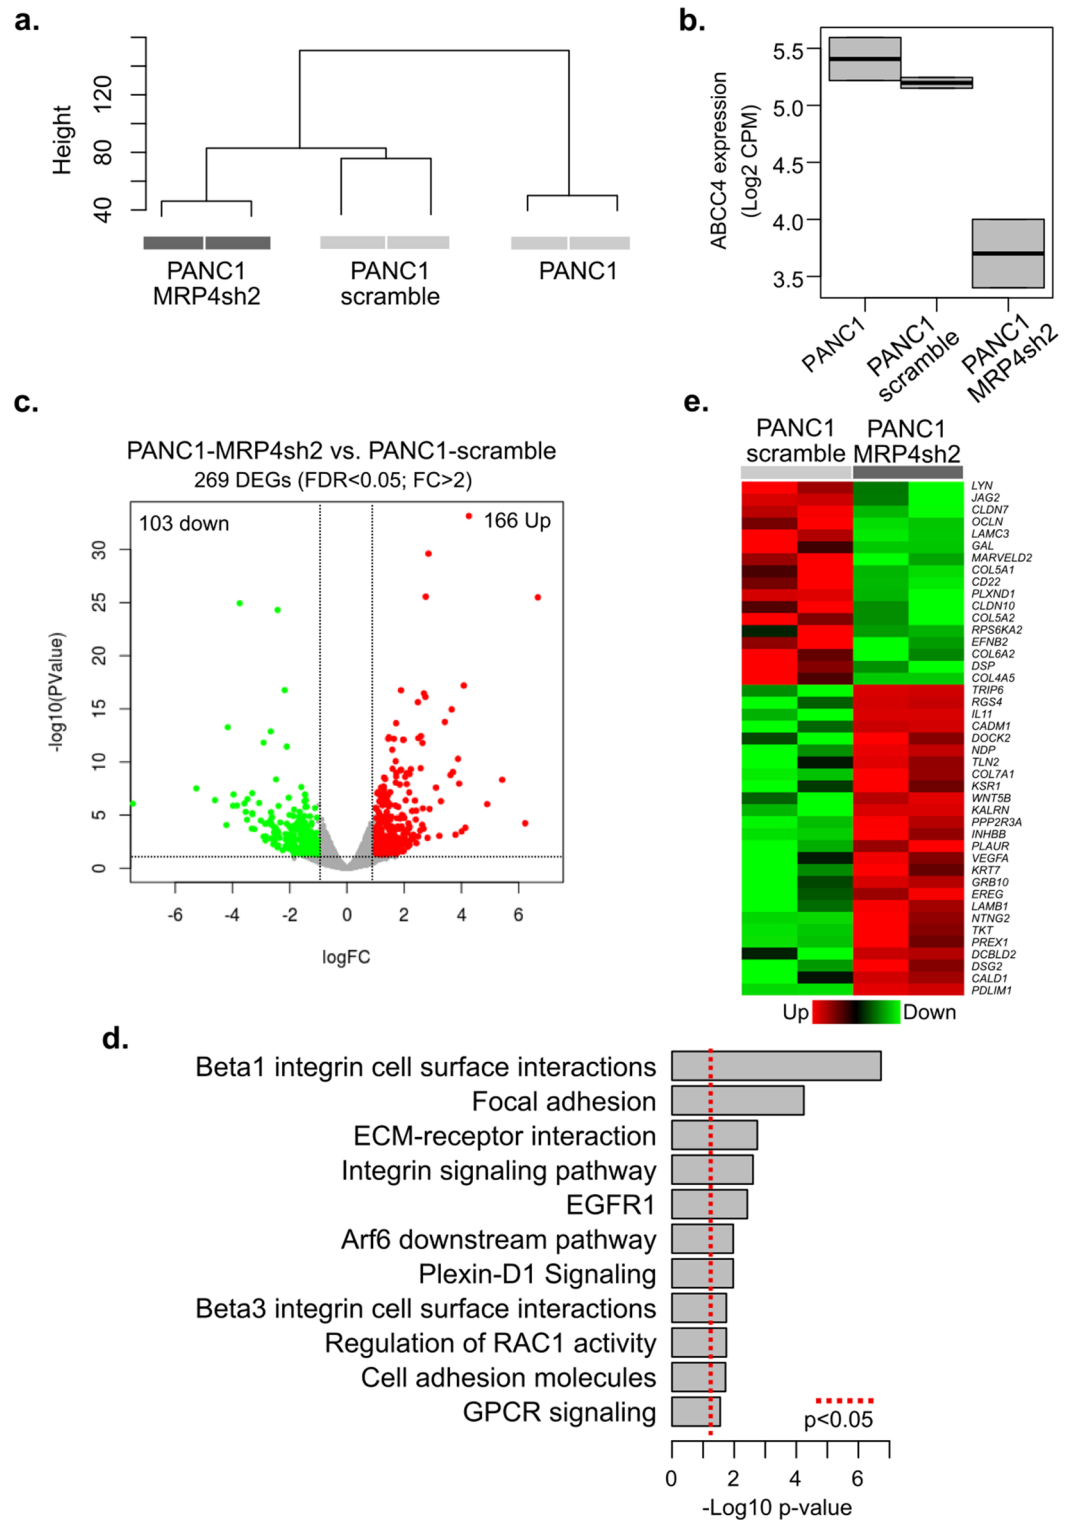 a.
Height
120
80
40
PANC1
MRP4sh2
PANC1
scramble
PANC1
b.
ABCC4 expression
(Log2 CPM)
5.5
5.0
4.5
4.0
3.5
PANC1
PANC1
scramble
PANC1
MRP4sh2
c.
PANC1-MRP4sh2 vs. PANC1-scramble
269 DEGs (FDR<0.05; FC>2)
103 down
166 Up
-log10(PValue)
30
25
20
15
10
5
0
-6 -4 -2 0 2 4 6
logFC
e.
PANC1
scramble
PANC1
MRP4sh2
LYN
JAG2
CLDN7
OCLN
LAMC3
GAL
MARVELD2
COL5A1
CD22
PLXND1
CLDN10
COL5A2
RPS6KA2
EFNB2
COL6A2
DSP
COL4A5
TRIP6
RGS4
IL11
CADM1
DOCK2
NDP
TLN2
COL7A1
KSR1
WNT5B
KALRN
PPP2R3A
INHBB
PLAUR
VEGFA
KRT7
GRB10
EREG
LAMB1
NTNG2
TKT
PREX1
DCBLD2
DSG2
CALD1
PDLIM1
Up Down
d.
Beta1 integrin cell surface interactions
Focal adhesion
ECM-receptor interaction
Integrin signaling pathway
EGFR1
Arf6 downstream pathway
Plexin-D1 Signaling
Beta3 integrin cell surface interactions
Regulation of RAC1 activity
Cell adhesion molecules
GPCR signaling
p<0.05
0 2 4 6
-Log10 p-value